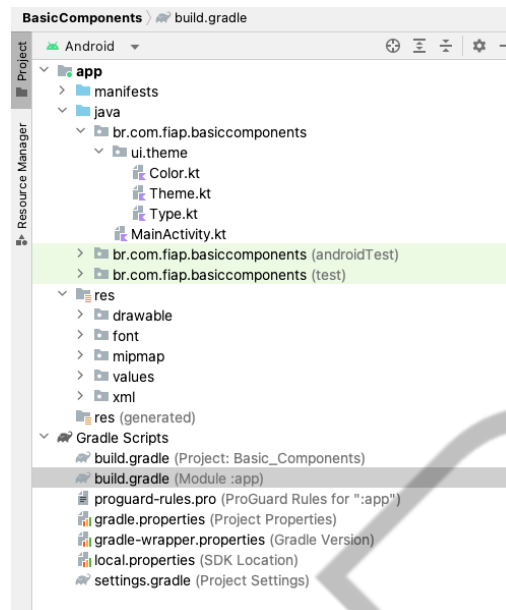 BasicComponents build.gradle
Project
Android
app
manifests
java
br.com.fiap.basiccomponents
ui.theme
Color.kt
Theme.kt
Type.kt
MainActivity.kt
br.com.fiap.basiccomponents (androidTest)
br.com.fiap.basiccomponents (test)
res
drawable
font
mipmap
values
xml
res (generated)
Gradle Scripts
build.gradle (Project: Basic_Components)
build.gradle (Module :app)
proguard-rules.pro (ProGuard Rules for ":app")
gradle.properties (Project Properties)
gradle-wrapper.properties (Gradle Version)
local.properties (SDK Location)
settings.gradle (Project Settings)
Resource Manager